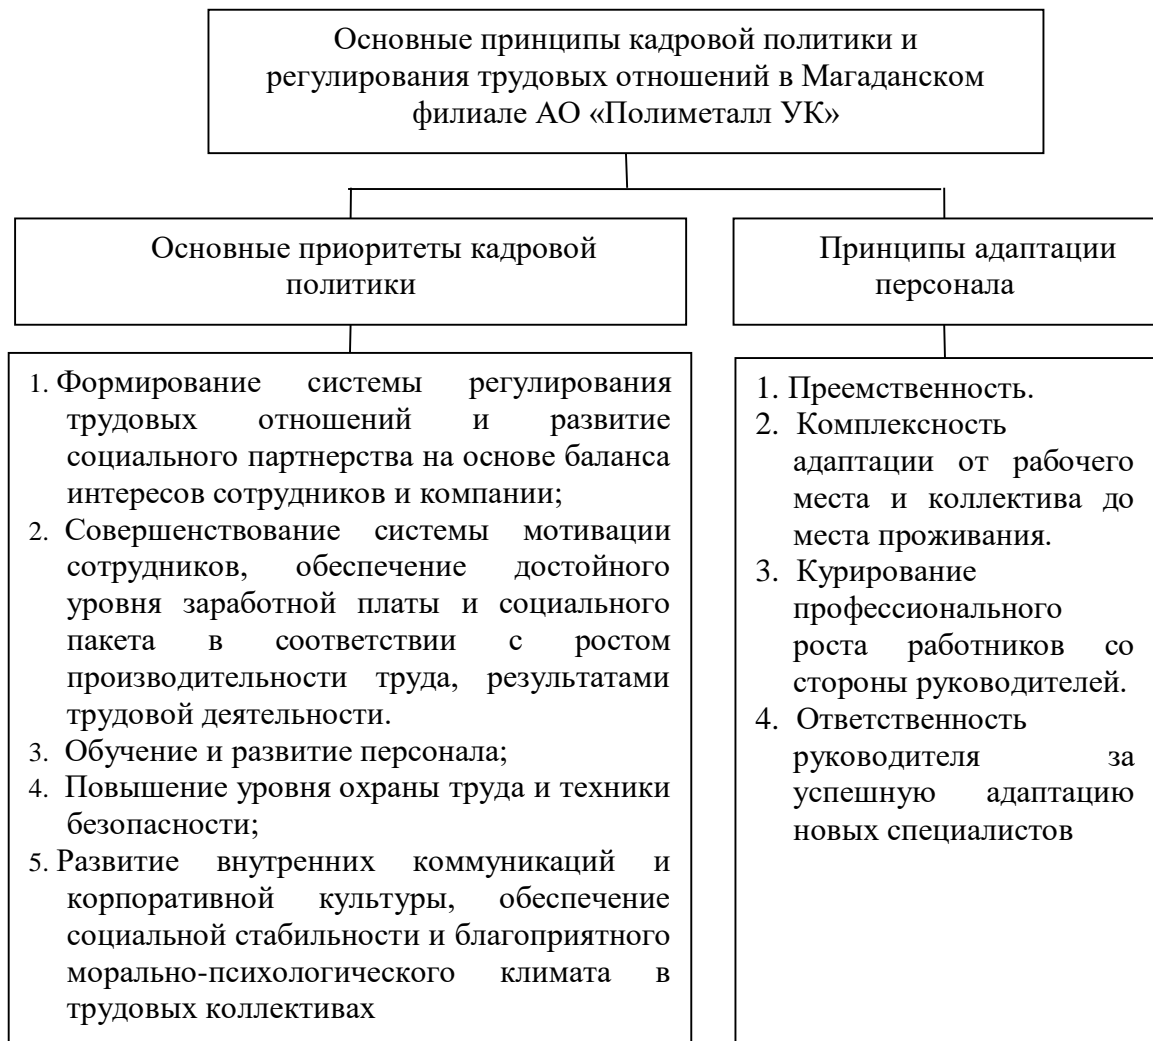 Основные принципы кадровой политики и
регулирования трудовых отношений в Магаданском
филиале АО «Полиметалл УК»
Основные приоритеты кадровой
политики
1. Формирование системы регулирования
трудовых отношений и развитие
социального партнерства на основе баланса
интересов сотрудников и компании;
2. Совершенствование системы мотивации
сотрудников, обеспечение достойного
уровня заработной платы и социального
пакета в соответствии с ростом
производительности труда, результатами
трудовой деятельности.
3. Обучение и развитие персонала;
4. Повышение уровня охраны труда и техники
безопасности;
5. Развитие внутренних коммуникаций и
корпоративной культуры, обеспечение
социальной стабильности и благоприятного
морально-психологического климата в
трудовых коллективах
Принципы адаптации
персонала
1. Преемственность.
2. Комплексность
адаптации от рабочего
места и коллектива до
места проживания.
3. Курирование
профессионального
роста работников со
стороны руководителей.
4. Ответственность
руководителя за
успешную адаптацию
новых специалистов